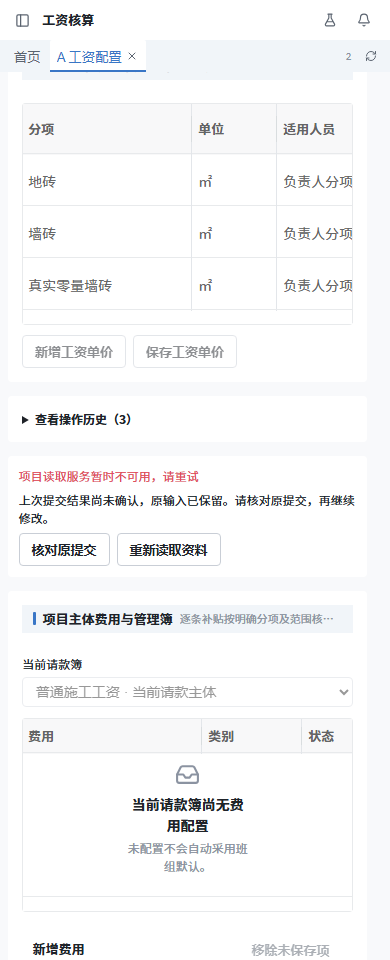 工资核算
首页
A 工资配置
2
分项 单位 适用人员
地砖 ㎡ 负责人分项
墙砖 ㎡ 负责人分项
真实零量墙砖 ㎡ 负责人分项
新增工资单价 保存工资单价
查看操作历史（3）
项目读取服务暂时不可用，请重试
上次提交结果尚未确认，原输入已保留。请核对原提交，再继续
修改。
核对原提交 重新读取资料
项目主体费用与管理簿 逐条补贴按明确分项及范围核…
当前请款簿
普通施工工资 · 当前请款主体
费用 类别 状态
当前请款簿尚无费
用配置
未配置不会自动采用班
组默认。
新增费用 移除未保存项